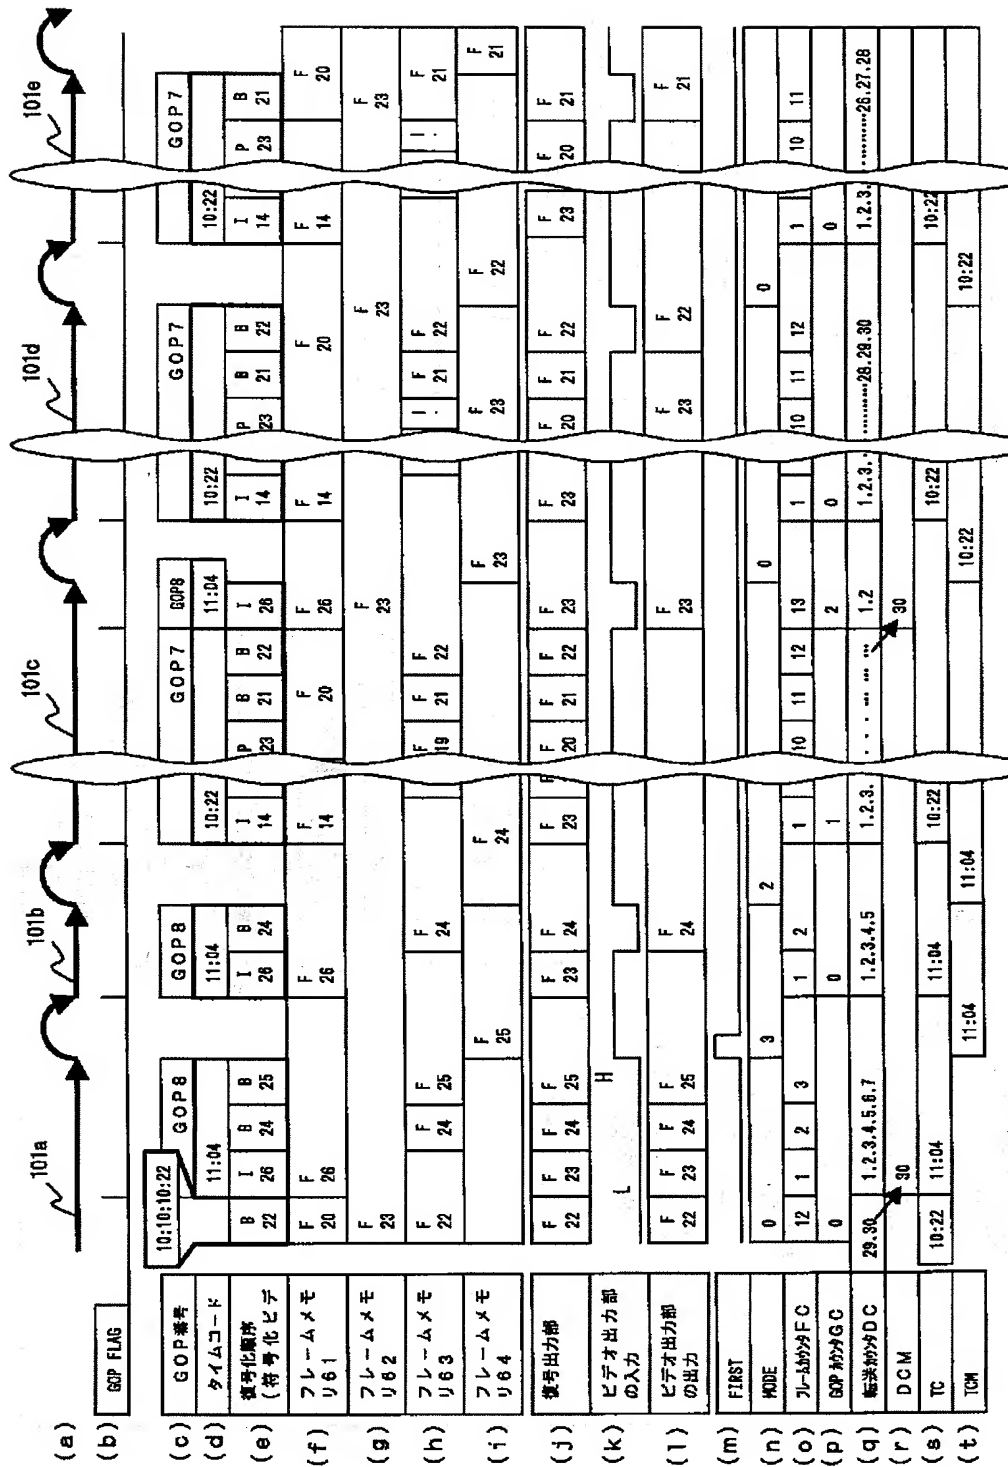 101a 101b 101c 101d 101e
(a)
(b) GOP FLAG
(c) GOP番号 GOP8 GOP8 GOP7 GOP8 GOP7 GOP7
10:10:10:22
(d) タイムコード 11:04 11:04 10:22 11:04 10:22 10:22
(e) 復号化順序(符号化ビデ B 22 I 26 B 24 B 25 I 26 B 24 I 14 P 23 B 21 B 22 I 26 I 14 P 23 B 21 B 22 I 14 P 23 B 21
(f) フレームメモリ61 F 20 F 26 F 26 F 14 F 20 F 26 F 14 F 20 F 14 F 20
(g) フレームメモリ62 F 23 F 23 F 23 F 23
(h) フレームメモリ63 F 22 F 24 F 25 F 24 F 19 F 21 F 22 F 21 F 22 F 21
(i) フレームメモリ64 F 25 F 24 F 23 F 23 F 22 F 21
(j) 復号出力部 F 22 F 23 F 24 F 25 F 23 F 24 F 23 F F 20 F 21 F 22 F 23 F 23 F 20 F 21 F 22 F 23 F 20 F 21
(k) ビデオ出力部の入力 L H
(l) ビデオ出力部の出力 F 22 F 23 F 24 F 25 F 24 F 23 F 23 F 22 F 21
(m) FIRST
(n) MODE 0 3 2 0 0
(o) フレームカウンタFC 12 1 2 3 1 2 1 10 11 12 13 1 10 11 12 1 10 11
(p) GOPカウンタGC 0 0 1 2 0 0
(q) 転送カウンタDC 29.30 1.2.3.4.5.6.7 1.2.3.4.5 1.2.3. 1.2 1.2.3. 28.29.30 1.2.3. 26.27.28
(r) DCM 30 30
(s) TC 10:22 11:04 11:04 10:22 10:22 10:22
(t) TCM 11:04 11:04 10:22 10:22